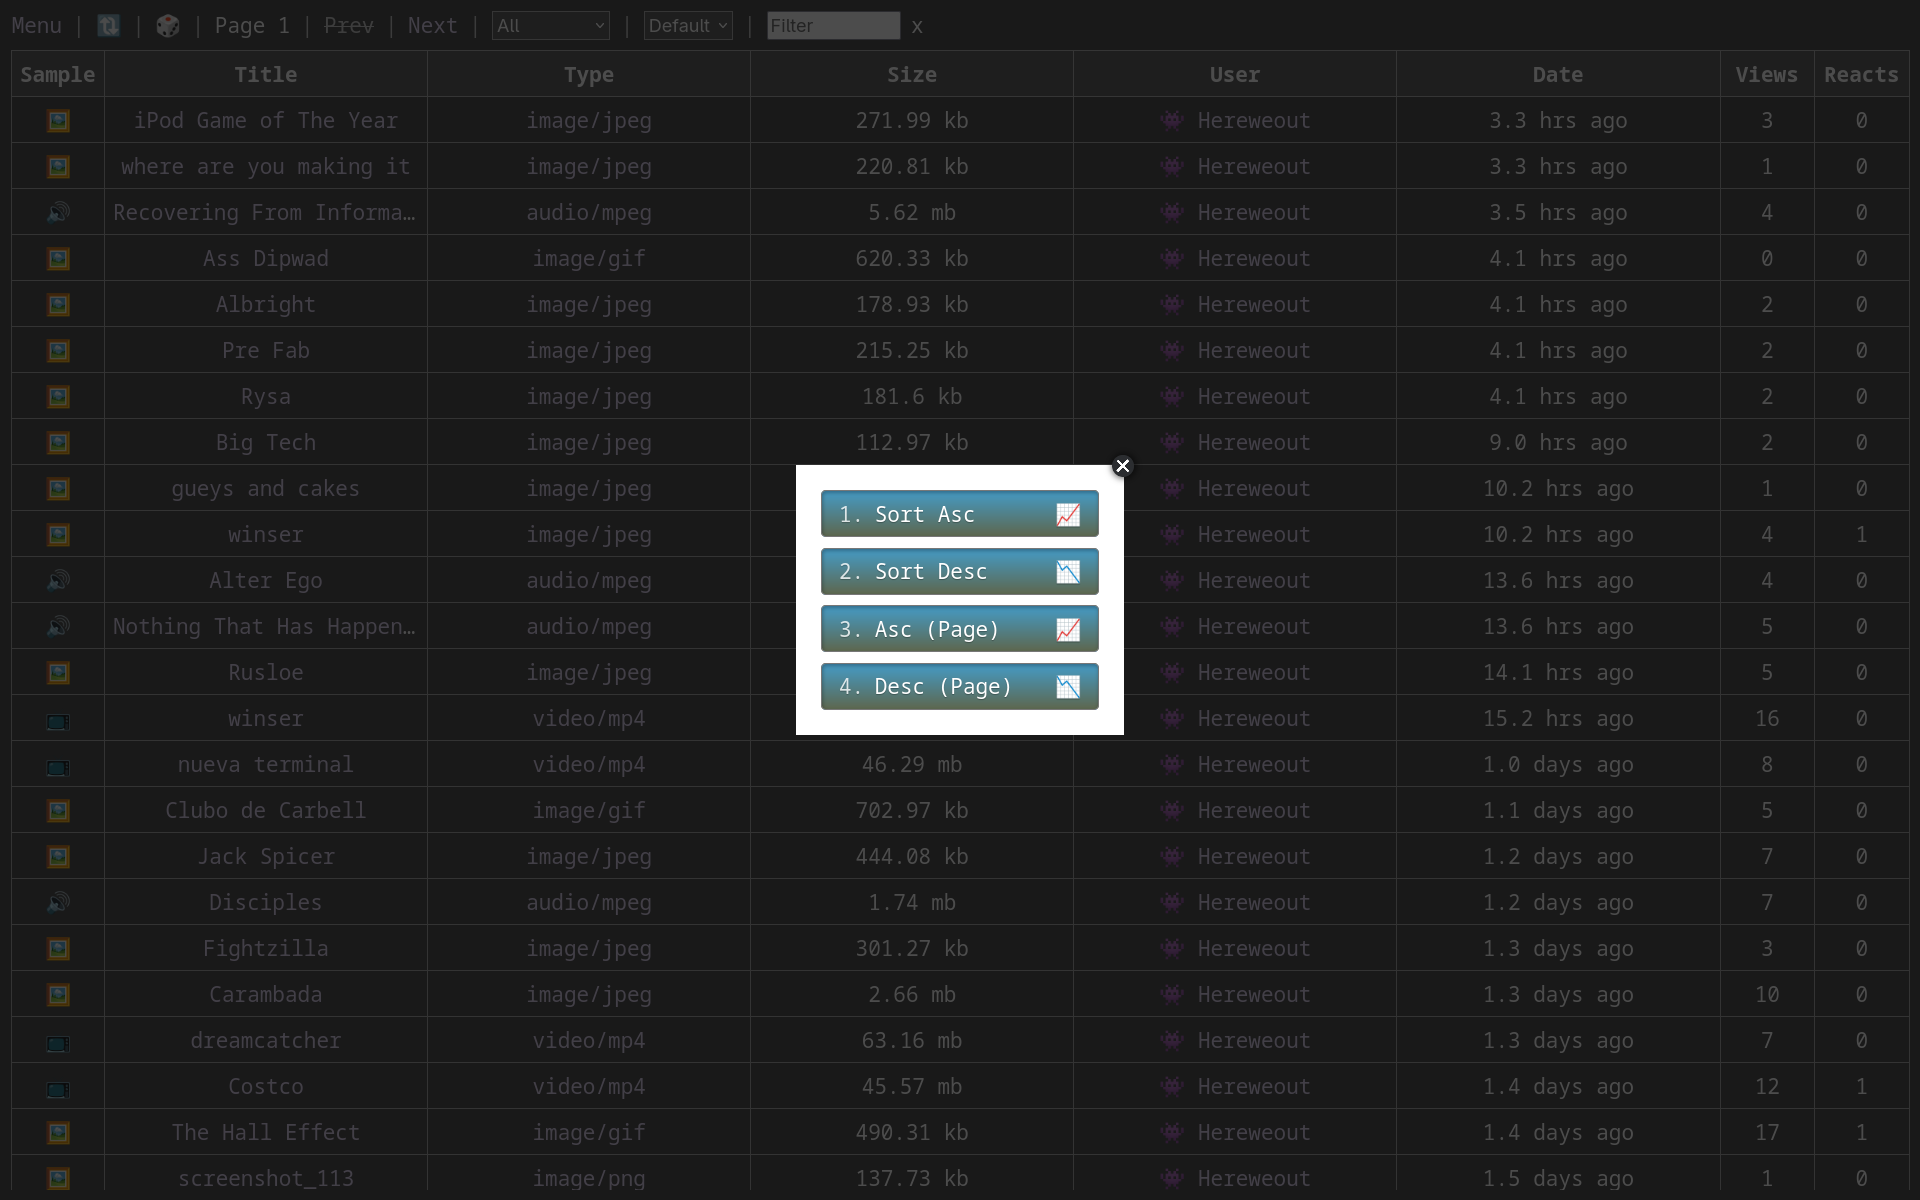 Menu | | | Page 1 | Prev | Next | All | Default | Filter x
Sample Title Type Size User Date Views Reacts
iPod Game of The Year image/jpeg 271.99 kb Hereweout 3.3 hrs ago 3 0
where are you making it image/jpeg 220.81 kb Hereweout 3.3 hrs ago 1 0
Recovering From Informa… audio/mpeg 5.62 mb Hereweout 3.5 hrs ago 4 0
Ass Dipwad image/gif 620.33 kb Hereweout 4.1 hrs ago 0 0
Albright image/jpeg 178.93 kb Hereweout 4.1 hrs ago 2 0
Pre Fab image/jpeg 215.25 kb Hereweout 4.1 hrs ago 2 0
Rysa image/jpeg 181.6 kb Hereweout 4.1 hrs ago 2 0
Big Tech image/jpeg 112.97 kb Hereweout 9.0 hrs ago 2 0
gueys and cakes image/jpeg Hereweout 10.2 hrs ago 1 0
winser image/jpeg Hereweout 10.2 hrs ago 4 1
Alter Ego audio/mpeg Hereweout 13.6 hrs ago 4 0
Nothing That Has Happen… audio/mpeg Hereweout 13.6 hrs ago 5 0
Rusloe image/jpeg Hereweout 14.1 hrs ago 5 0
winser video/mp4 Hereweout 15.2 hrs ago 16 0
nueva terminal video/mp4 46.29 mb Hereweout 1.0 days ago 8 0
Clubo de Carbell image/gif 702.97 kb Hereweout 1.1 days ago 5 0
Jack Spicer image/jpeg 444.08 kb Hereweout 1.2 days ago 7 0
Disciples audio/mpeg 1.74 mb Hereweout 1.2 days ago 7 0
Fightzilla image/jpeg 301.27 kb Hereweout 1.3 days ago 3 0
Carambada image/jpeg 2.66 mb Hereweout 1.3 days ago 10 0
dreamcatcher video/mp4 63.16 mb Hereweout 1.3 days ago 7 0
Costco video/mp4 45.57 mb Hereweout 1.4 days ago 12 1
The Hall Effect image/gif 490.31 kb Hereweout 1.4 days ago 17 1
screenshot_113 image/png 137.73 kb Hereweout 1.5 days ago 1 0
1. Sort Asc
2. Sort Desc
3. Asc (Page)
4. Desc (Page)